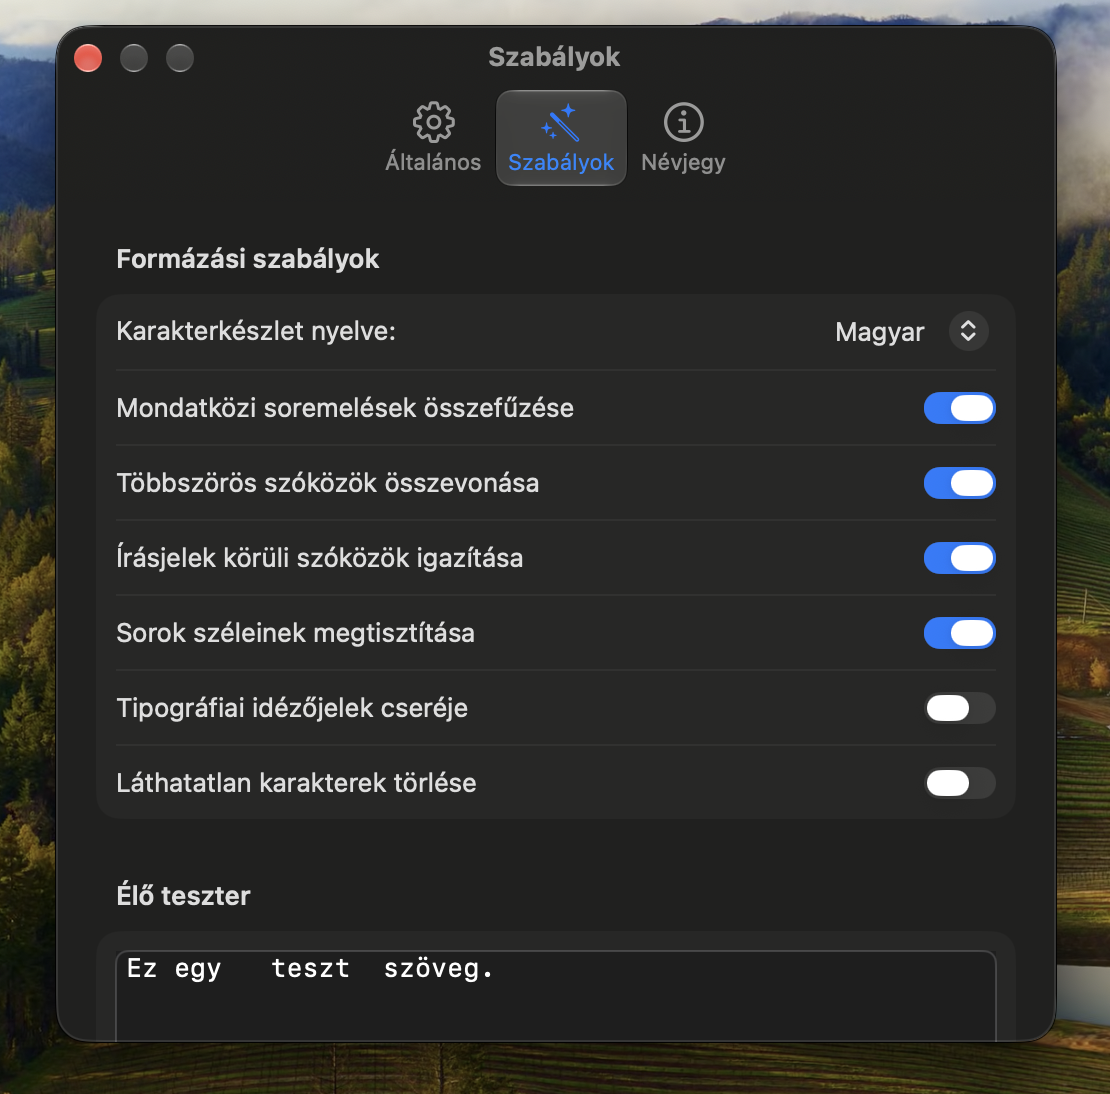 Szabályok
Általános
Szabályok
Névjegy
Formázási szabályok
Karakterkészlet nyelve: Magyar
Mondatközi soremelések összefűzése
Többszörös szóközök összevonása
Írásjelek körüli szóközök igazítása
Sorok széleinek megtisztítása
Tipográfiai idézőjelek cseréje
Láthatatlan karakterek törlése
Élő teszter
Ez egy   teszt  szöveg.